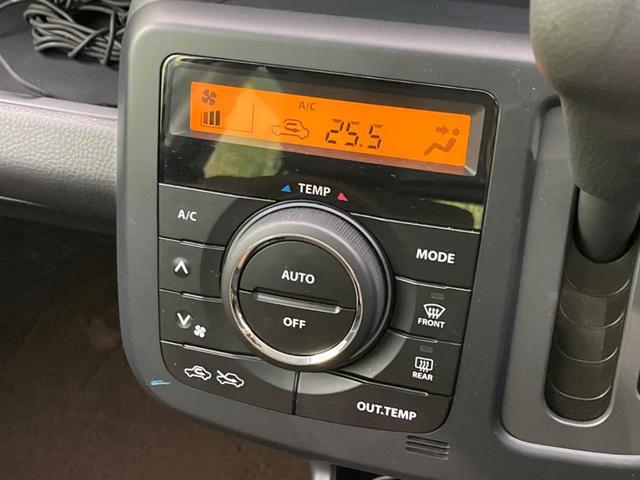 A/C
25.5
TEMP
A/C
MODE
AUTO
OFF
FRONT
REAR
OUT.TEMP